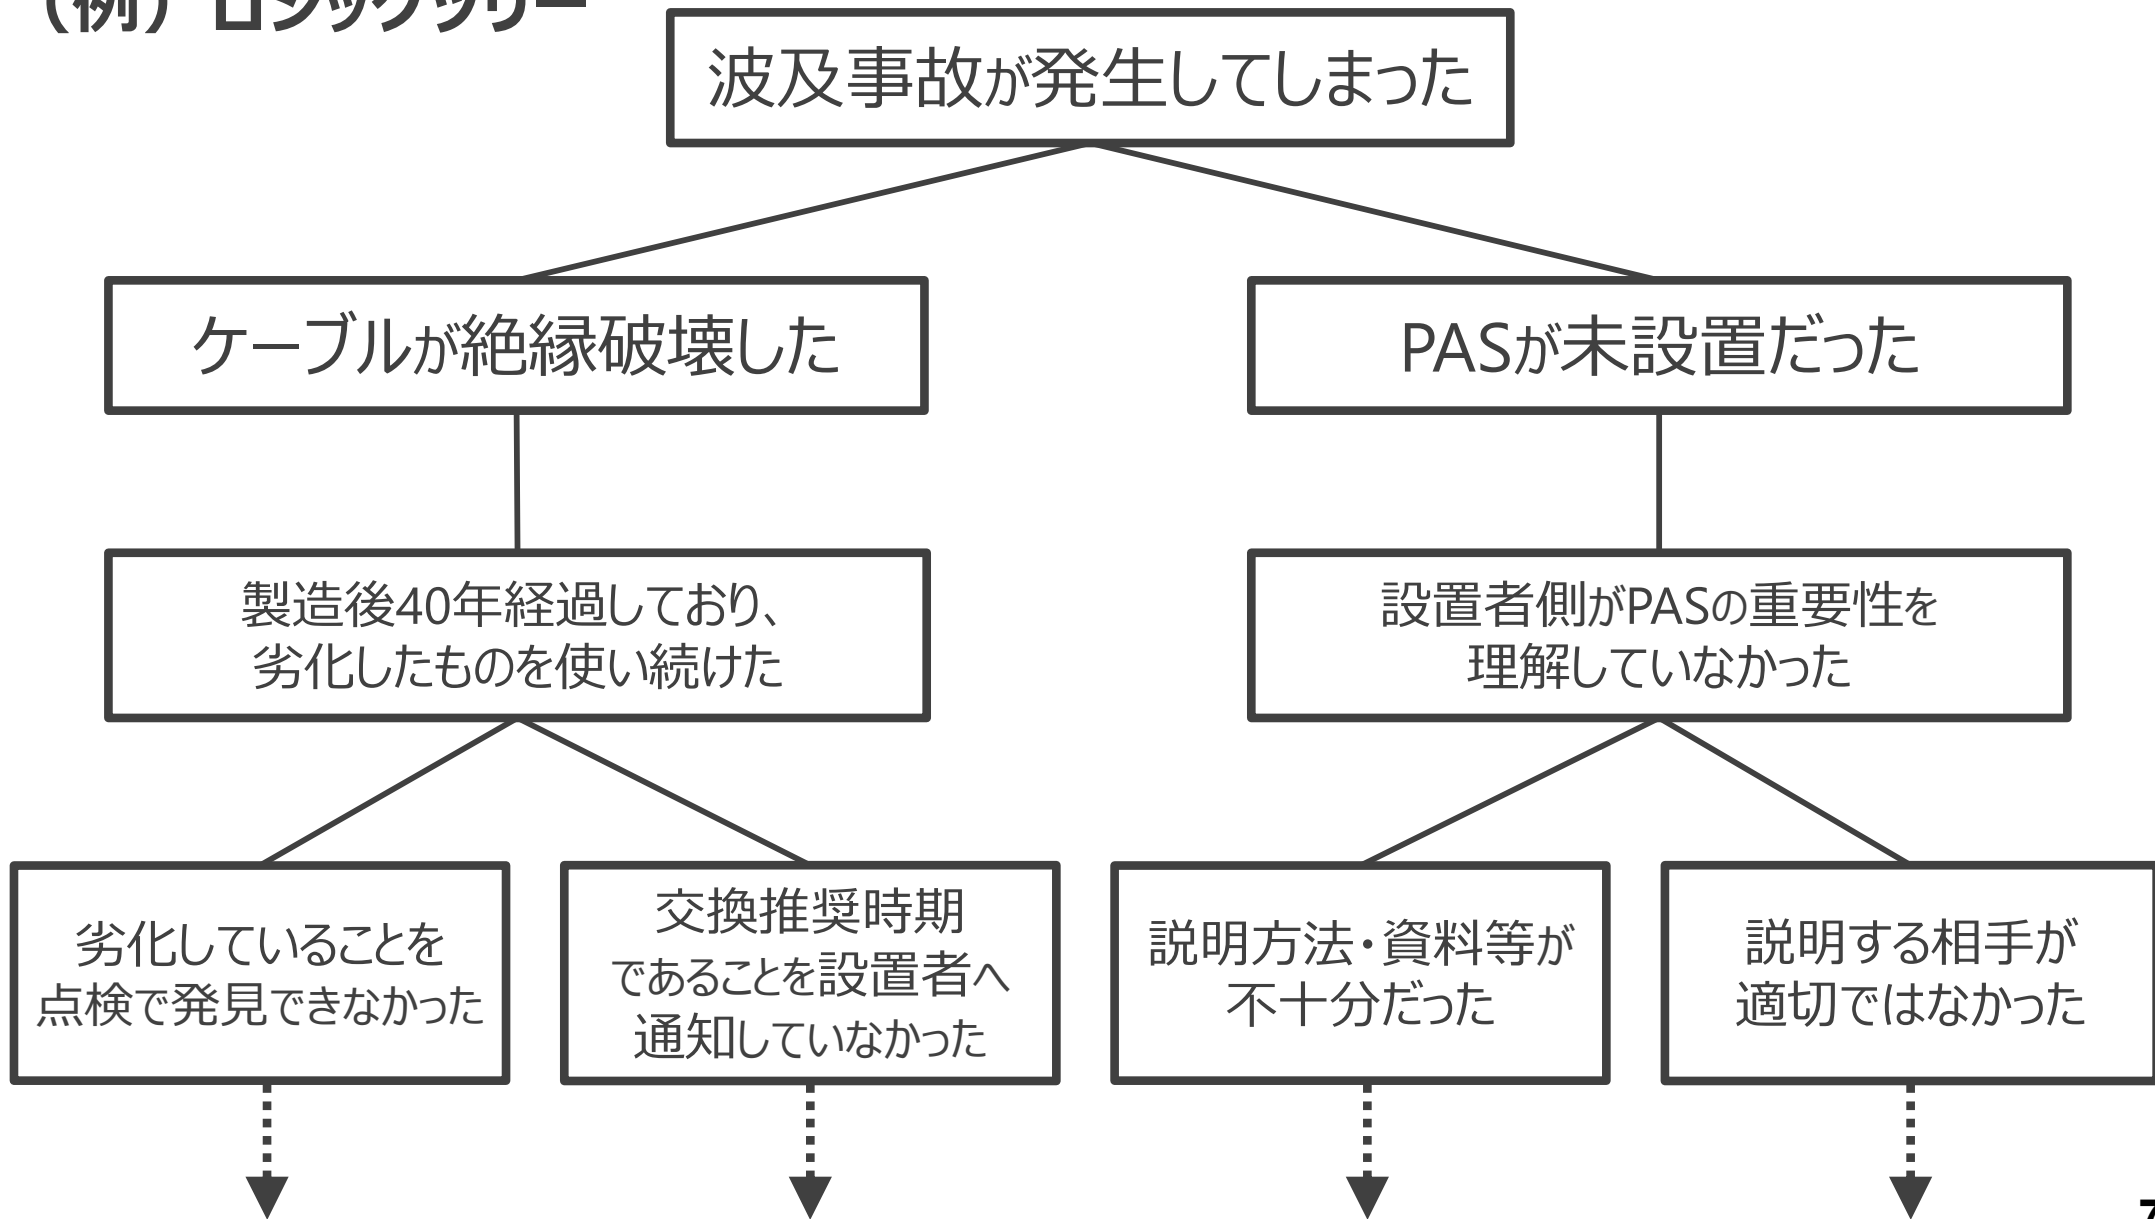 （例）ロジックツリー
波及事故が発生してしまった
ケーブルが絶縁破壊した
PASが未設置だった
製造後40年経過しており、
劣化したものを使い続けた
設置者側がPASの重要性を
理解していなかった
劣化していることを
点検で発見できなかった
交換推奨時期
であることを設置者へ
通知していなかった
説明方法・資料等が
不十分だった
説明する相手が
適切ではなかった